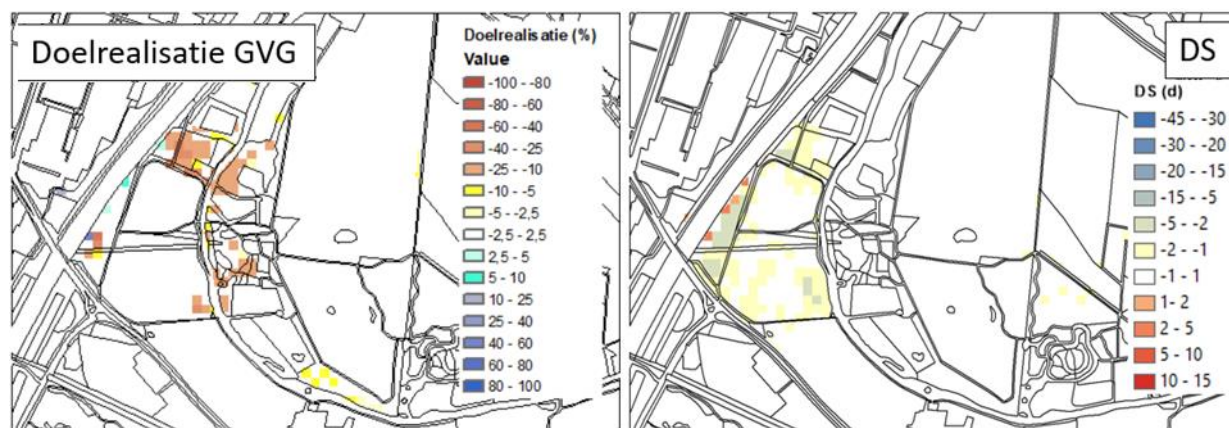 Doelrealisatie GVG
Doelrealisatie (%)
Value
-100 - -80
-80 - -60
-60 - -40
-40 - -25
-25 - -10
-10 - -5
-5 - -2,5
-2,5 - 2,5
2,5 - 5
5 - 10
10 - 25
25 - 40
40 - 60
60 - 80
80 - 100
DS
DS (d)
-45 - -30
-30 - -20
-20 - -15
-15 - -5
-5 - -2
-2 - -1
-1 - 1
1 - 2
2 - 5
5 - 10
10 - 15